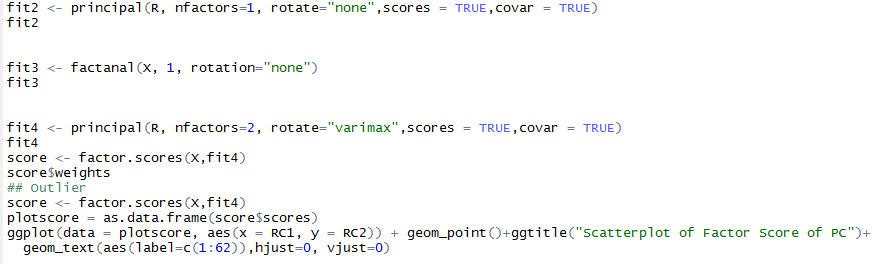 fit2 <- principal(R, nfactors=1, rotate="none",scores = TRUE,covar = TRUE)
fit2
fit3 <- factanal(X, 1, rotation="none")
fit3
fit4 <- principal(R, nfactors=2, rotate="varimax",scores = TRUE,covar = TRUE)
fit4
score <- factor.scores(X,fit4)
score$weights
## Outlier
score <- factor.scores(X,fit4)
plotscore = as.data.frame(score$scores)
ggplot(data = plotscore, aes(x = RC1, y = RC2)) + geom_point()+ggtitle("Scatterplot of Factor Score of PC")+
geom_text(aes(label=c(1:62)),hjust=0, vjust=0)